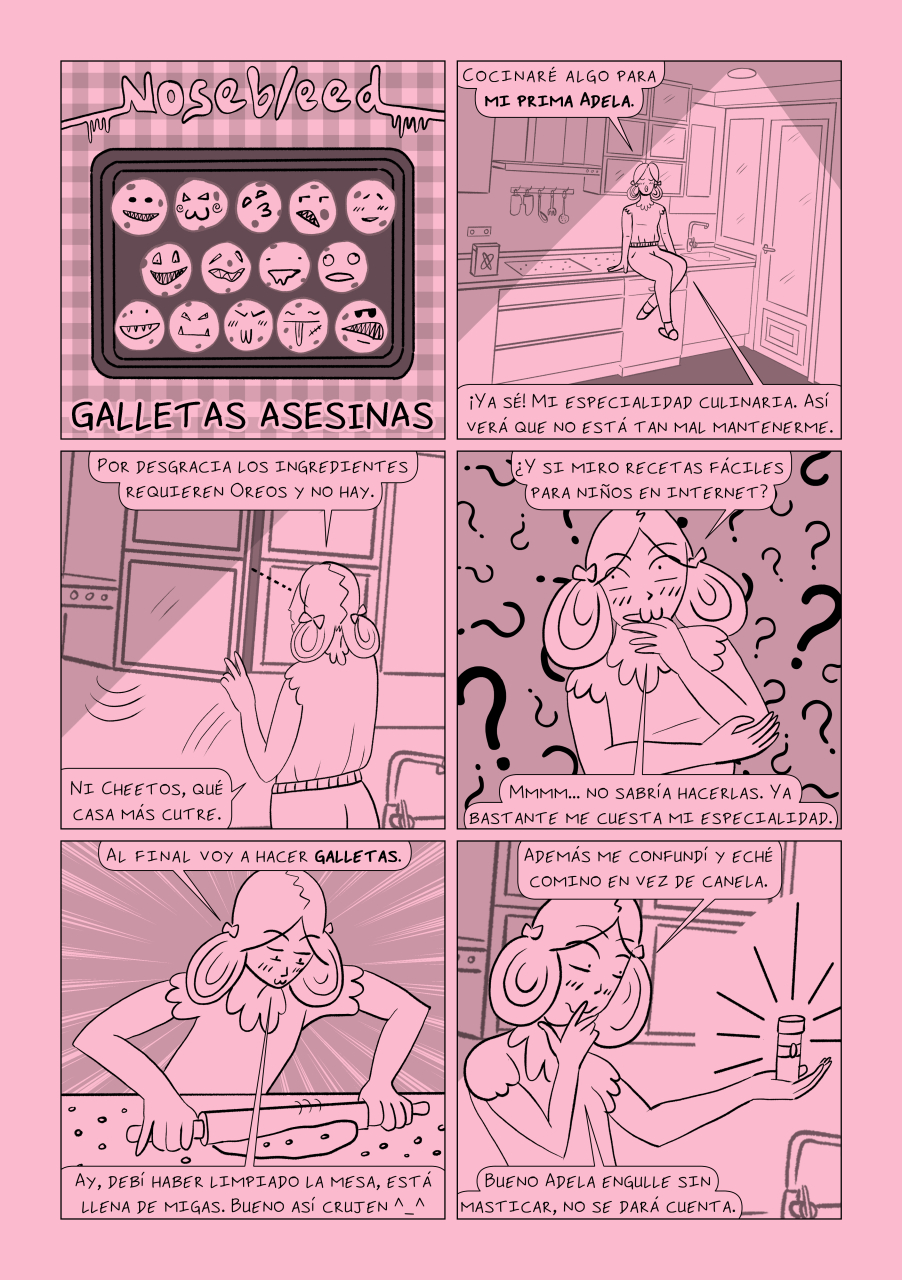 Nosebleed
GALLETAS ASESINAS
COCINARÉ ALGO PARA
MI PRIMA ADELA.
¡YA SÉ! MI ESPECIALIDAD CULINARIA. ASÍ
VERÁ QUE NO ESTÁ TAN MAL MANTENERME.
POR DESGRACIA LOS INGREDIENTES
REQUIEREN OREOS Y NO HAY.
NI CHEETOS, QUÉ
CASA MÁS CUTRE.
¿Y SI MIRO RECETAS FÁCILES
PARA NIÑOS EN INTERNET?
MMMM... NO SABRÍA HACERLAS. YA
BASTANTE ME CUESTA MI ESPECIALIDAD.
AL FINAL VOY A HACER GALLETAS.
AY, DEBÍ HABER LIMPIADO LA MESA, ESTÁ
LLENA DE MIGAS. BUENO ASÍ CRUJEN ^_^
ADEMÁS ME CONFUNDÍ Y ECHÉ
COMINO EN VEZ DE CANELA.
BUENO ADELA ENGULLE SIN
MASTICAR, NO SE DARÁ CUENTA.